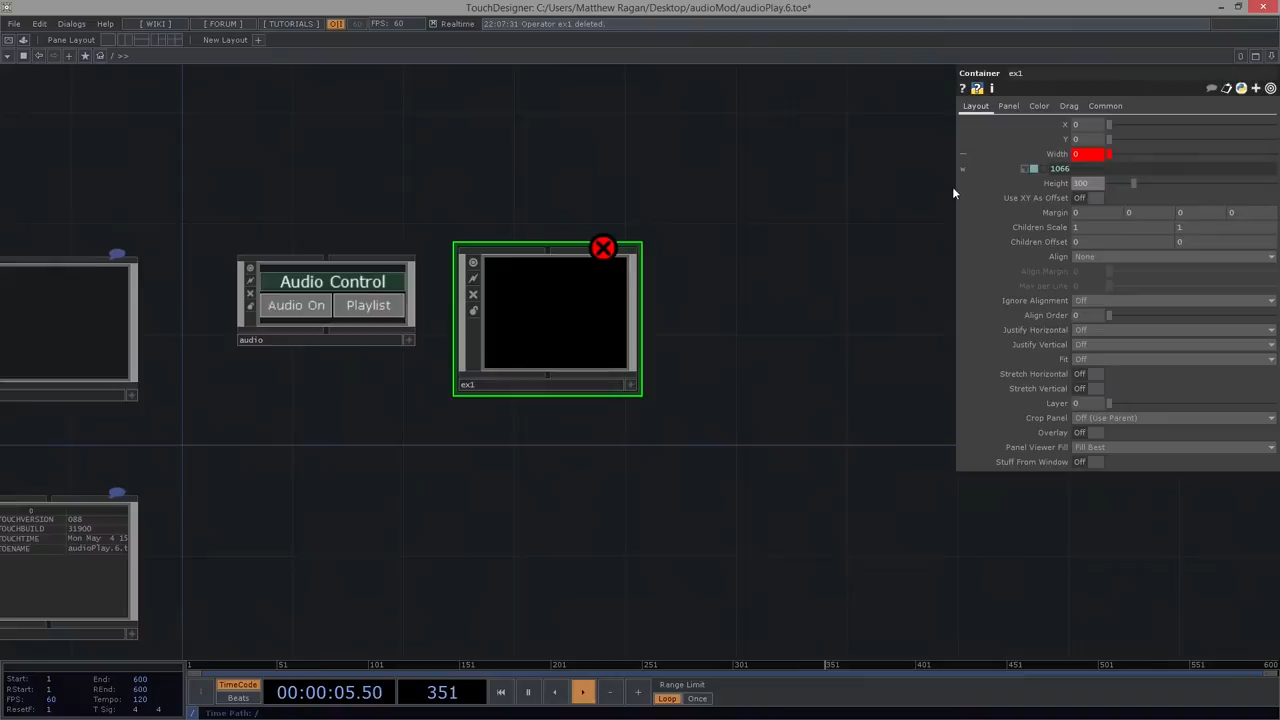 TouchDesigner: C:/Users/Matthew Ragan/Desktop/audioMod/audioPlay.6.toe*
File Edit Dialogs [ WIKI ] [ FORUM ] [ TUTORIALS ] O|I FPS: 60 Realtime 22:07:31 Operator ex1 deleted.
Pane Layout New Layout +
/ >> 0
Container ex1
? ? i
Layout Panel Color Drag Common
X 0
Y 0
Width 0
w 1066
Height 300
Use XY As Offset Off
Margin 0 0 0 0
Children Scale 1 1
Children Offset 0 0
Align None
Align Margin 0
Max per Line
Ignore Alignment Off
Align Order 0
Justify Horizontal Off
Justify Vertical Off
Fit Off
Stretch Horizontal Off
Stretch Vertical Off
Layer 0
Crop Panel Off (Use Parent)
Overlay Off
Panel Viewer Fill Fill Best
Stuff From Window Off
Audio Control
Audio On Playlist
audio
ex1
0
TOUCHVERSION 088
TOUCHBUILD 31900
TOUCHTIME Mon May 4 15
TOENAME audioPlay.6.t
1 51 101 151 201 251 301 351 401 451 501 551 600
Start: 1 End: 600
RStart: 1 REnd: 600
FPS: 60 Tempo: 120
ResetF: 1 T Sig: 4 4
TimeCode
Beats
00:00:05.50 351
Range Limit
Loop Once
/ Time Path: /